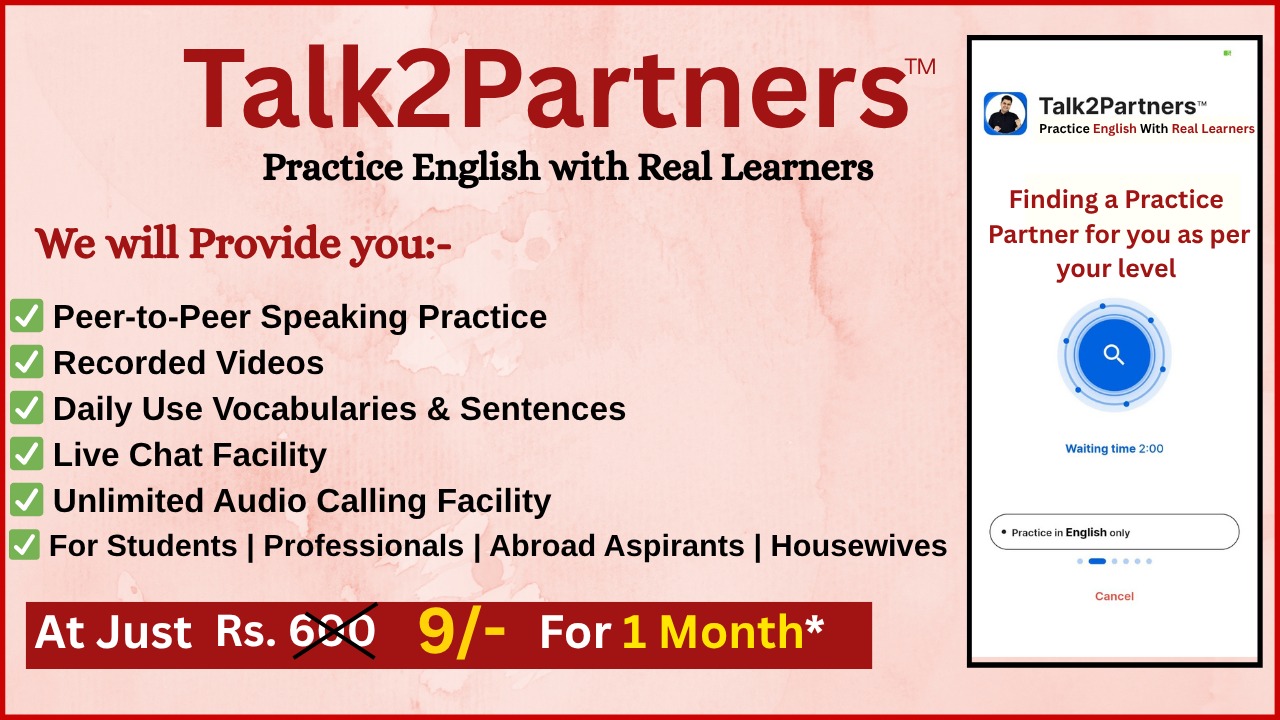 Talk2Partners™
Practice English with Real Learners
We will Provide you:-
✅ Peer-to-Peer Speaking Practice
✅ Recorded Videos
✅ Daily Use Vocabularies & Sentences
✅ Live Chat Facility
✅ Unlimited Audio Calling Facility
✅ For Students | Professionals | Abroad Aspirants | Housewives
At Just Rs. 600 9/- For 1 Month*
Talk2Partners™
Practice English With Real Learners
Finding a Practice
Partner for you as per
your level
Waiting time 2:00
• Practice in English only
Cancel